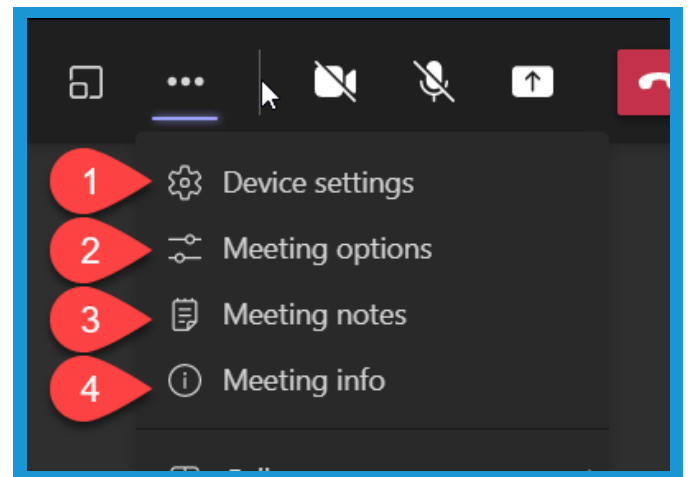 1 Device settings
2 Meeting options
3 Meeting notes
4 Meeting info